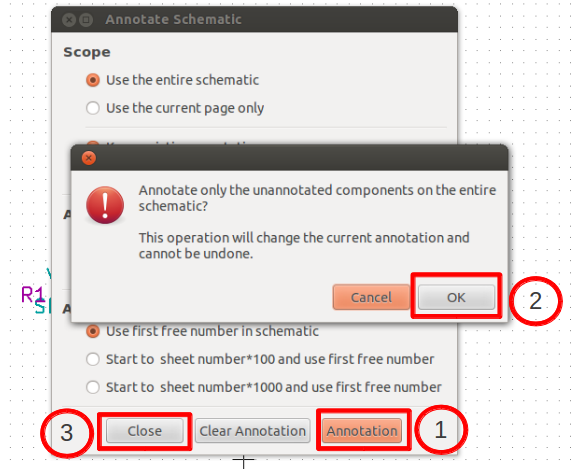 Annotate Schematic
Scope
Use the entire schematic
Use the current page only
Annotate only the unannotated components on the entire
schematic?
This operation will change the current annotation and
cannot be undone.
Cancel
OK
2
R1
Use first free number in schematic
Start to sheet number*100 and use first free number
Start to sheet number*1000 and use first free number
3
Close
Clear Annotation
Annotation
1